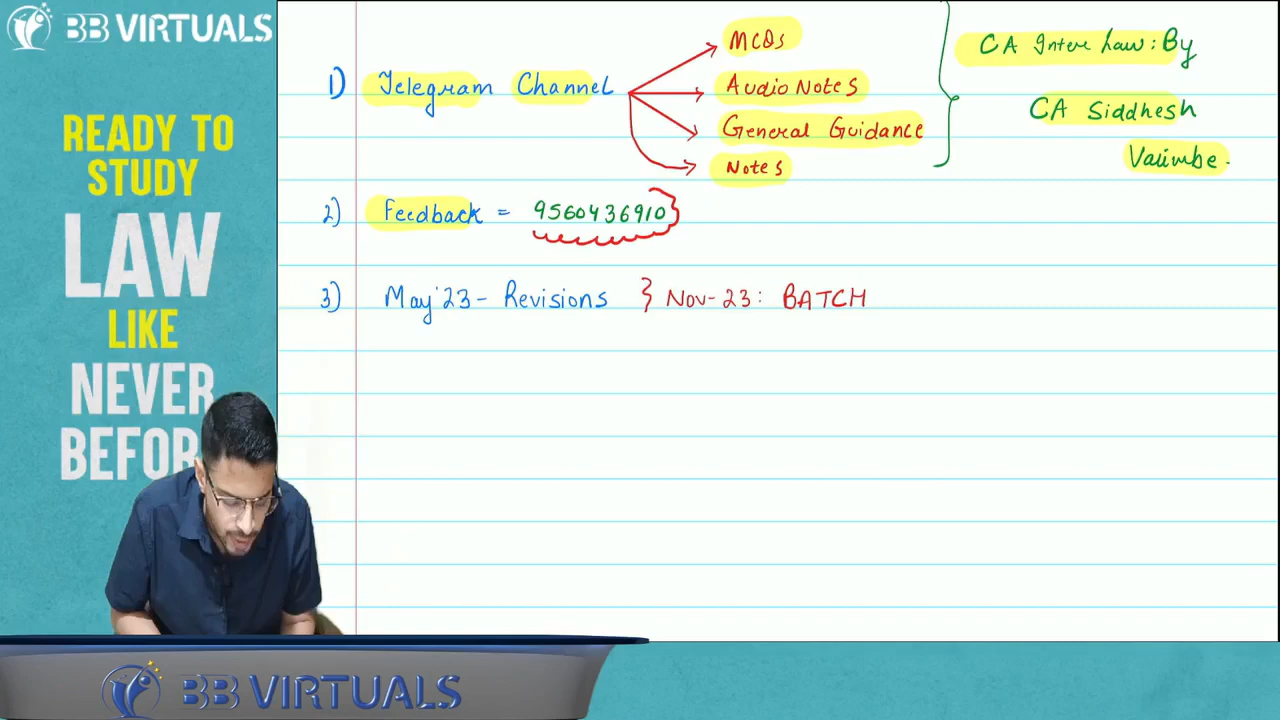 BB VIRTUALS
READY TO
STUDY
LAW
LIKE
NEVER
BEFOR
1) Telegram Channel
MCQs
Audio Notes
General Guidance
Notes
CA Inter Law: By
CA Siddhesh
Valimbe.
2) Feedback = 9560436910
3) May'23- Revisions } Nov-23: BATCH
BB VIRTUALS